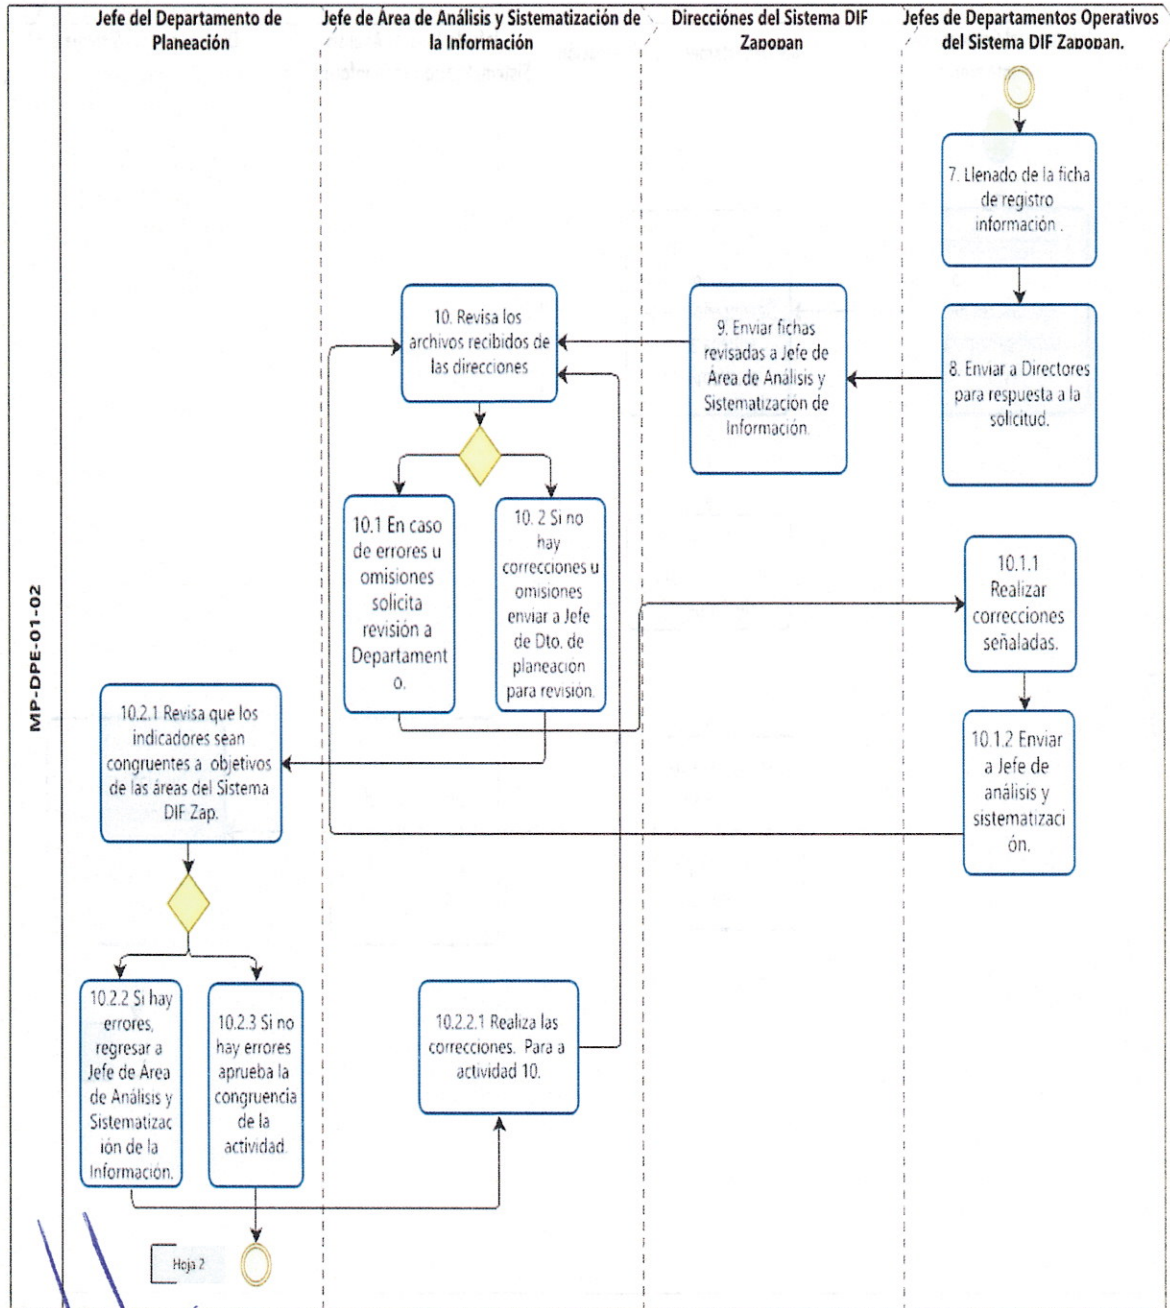 Jefe del Departamento de
Planeación
Jefe de Área de Análisis y Sistematización de
la Información
Direcciónes del Sistema DIF
Zapopan
Jefes de Departamentos Operativos
del Sistema DIF Zapopan.
MP-DPE-01-02
7. Llenado de la ficha
de registro
información .
8. Enviar a Directores
para respuesta a la
solicitud.
9. Enviar fichas
revisadas a Jefe de
Área de Análisis y
Sistematización de
Información.
10. Revisa los
archivos recibidos de
las direcciones
10.1 En caso
de errores u
omisiones
solicita
revisión a
Departament
o.
10. 2 Si no
hay
correcciones u
omisiones
enviar a Jefe
de Dto. de
planeacion
para revisión.
10.1.1
Realizar
correcciones
señaladas.
10.1.2 Enviar
a Jefe de
análisis y
sistematizaci
ón.
10.2.1 Revisa que los
indicadores sean
congruentes a objetivos
de las áreas del Sistema
DIF Zap.
10.2.2 Si hay
errores,
regresar a
Jefe de Área
de Análisis y
Sistematizac
ión de la
Información.
10.2.3 Si no
hay errores
aprueba la
congruencia
de la
actividad.
10.2.2.1 Realiza las
correcciones. Para a
actividad 10.
Hoja 2